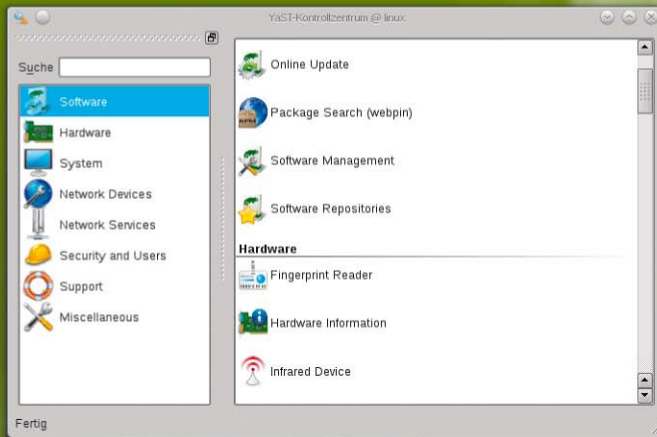 YaST-Kontrollzentrum @ linux
Suche
Software
Hardware
System
Network Devices
Network Services
Security and Users
Support
Miscellaneous
Online Update
Package Search (webpin)
Software Management
Software Repositories
Hardware
Fingerprint Reader
Hardware Information
Infrared Device
Fertig